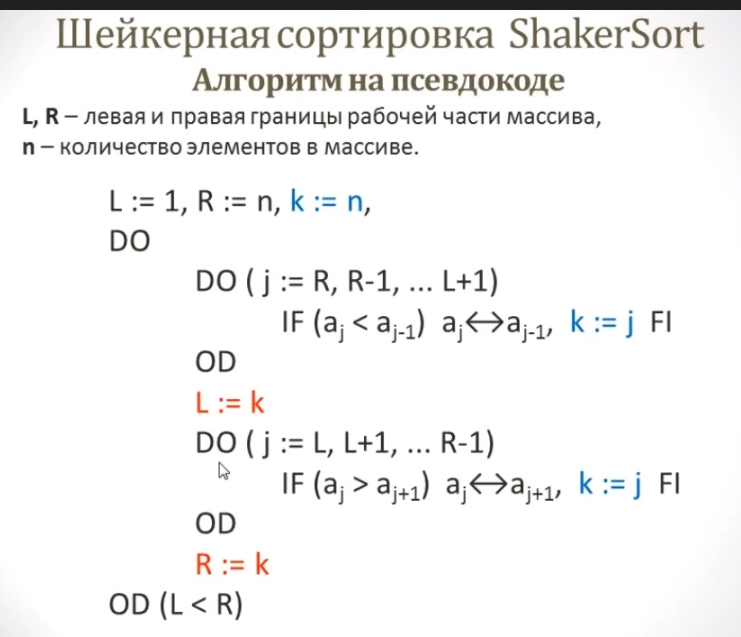 Шейкерная сортировка ShakerSort
Алгоритм на псевдокоде
L, R – левая и правая границы рабочей части массива,
n – количество элементов в массиве.
L := 1, R := n, k := n,
DO
DO ( j := R, R-1, ... L+1)
IF (aⱼ < aⱼ₋₁) aⱼ↔aⱼ₋₁, k := j FI
OD
L := k
DO ( j := L, L+1, ... R-1)
IF (aⱼ > aⱼ₊₁) aⱼ↔aⱼ₊₁, k := j FI
OD
R := k
OD (L < R)